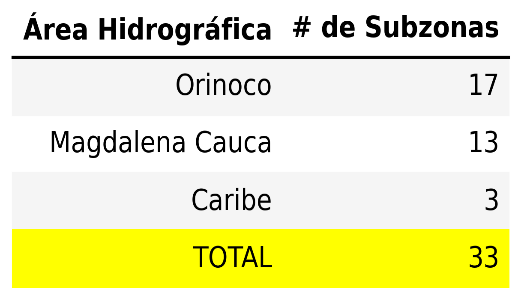 Área Hidrográfica # de Subzonas
Orinoco 17
Magdalena Cauca 13
Caribe 3
TOTAL 33